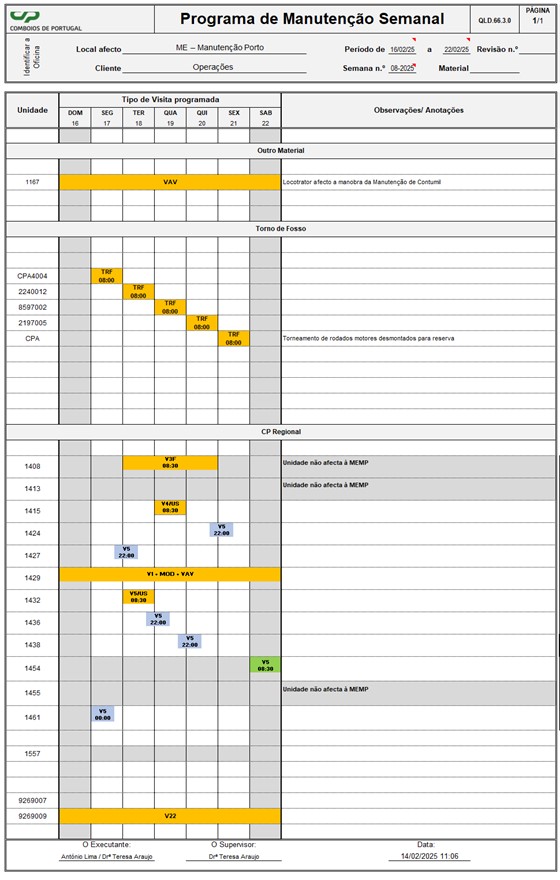 CP
COMBOIOS DE PORTUGAL
Programa de Manutenção Semanal
QLD.66.3.0
PÁGINA
1/1
Identificar a Oficina
Local afecto ME – Manutenção Porto
Periodo de 16/02/25 a 22/02/25 Revisão n.º
Cliente Operações
Semana n.º 08-2025 Material
Unidade
Tipo de Visita programada
Observações/ Anotações
DOM SEG TER QUA QUI SEX SAB
16 17 18 19 20 21 22
Outro Material
1167 VAV Locotrator afecto a manobra da Manutenção de Contumil
Torno de Fosso
CPA4004 TRF 08:00
2240012 TRF 08:00
8597002 TRF 08:00
2197005 TRF 08:00
CPA TRF 08:00 Torneamento de rodados motores desmontados para reserva
CP Regional
1408 V3F 08:30 Unidade não afecta à MEMP
1413 Unidade não afecta à MEMP
1415 V4/US 08:30
1424 V5 22:00
1427 V5 22:00
1429 VI + MOD + VAV
1432 V5/US 08:30
1436 V5 22:00
1438 V5 22:00
1454 V5 08:30
1455 Unidade não afecta à MEMP
1461 V5 00:00
1557
9269007
9269009 V22
O Executante: O Supervisor: Data:
António Lima / Drª Teresa Araujo Drª Teresa Araujo 14/02/2025 11:06